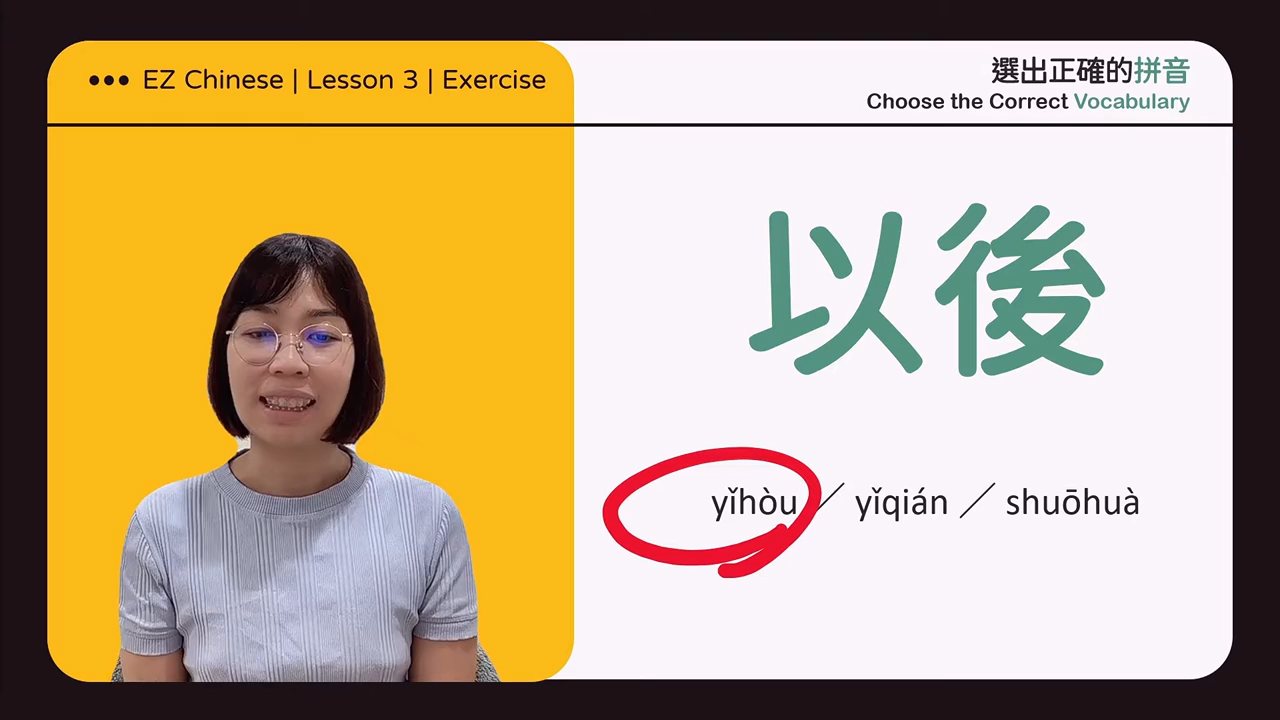 ••• EZ Chinese | Lesson 3 | Exercise
選出正確的拼音
Choose the Correct Vocabulary
以後
yǐhòu ／ yǐqián ／ shuōhuà